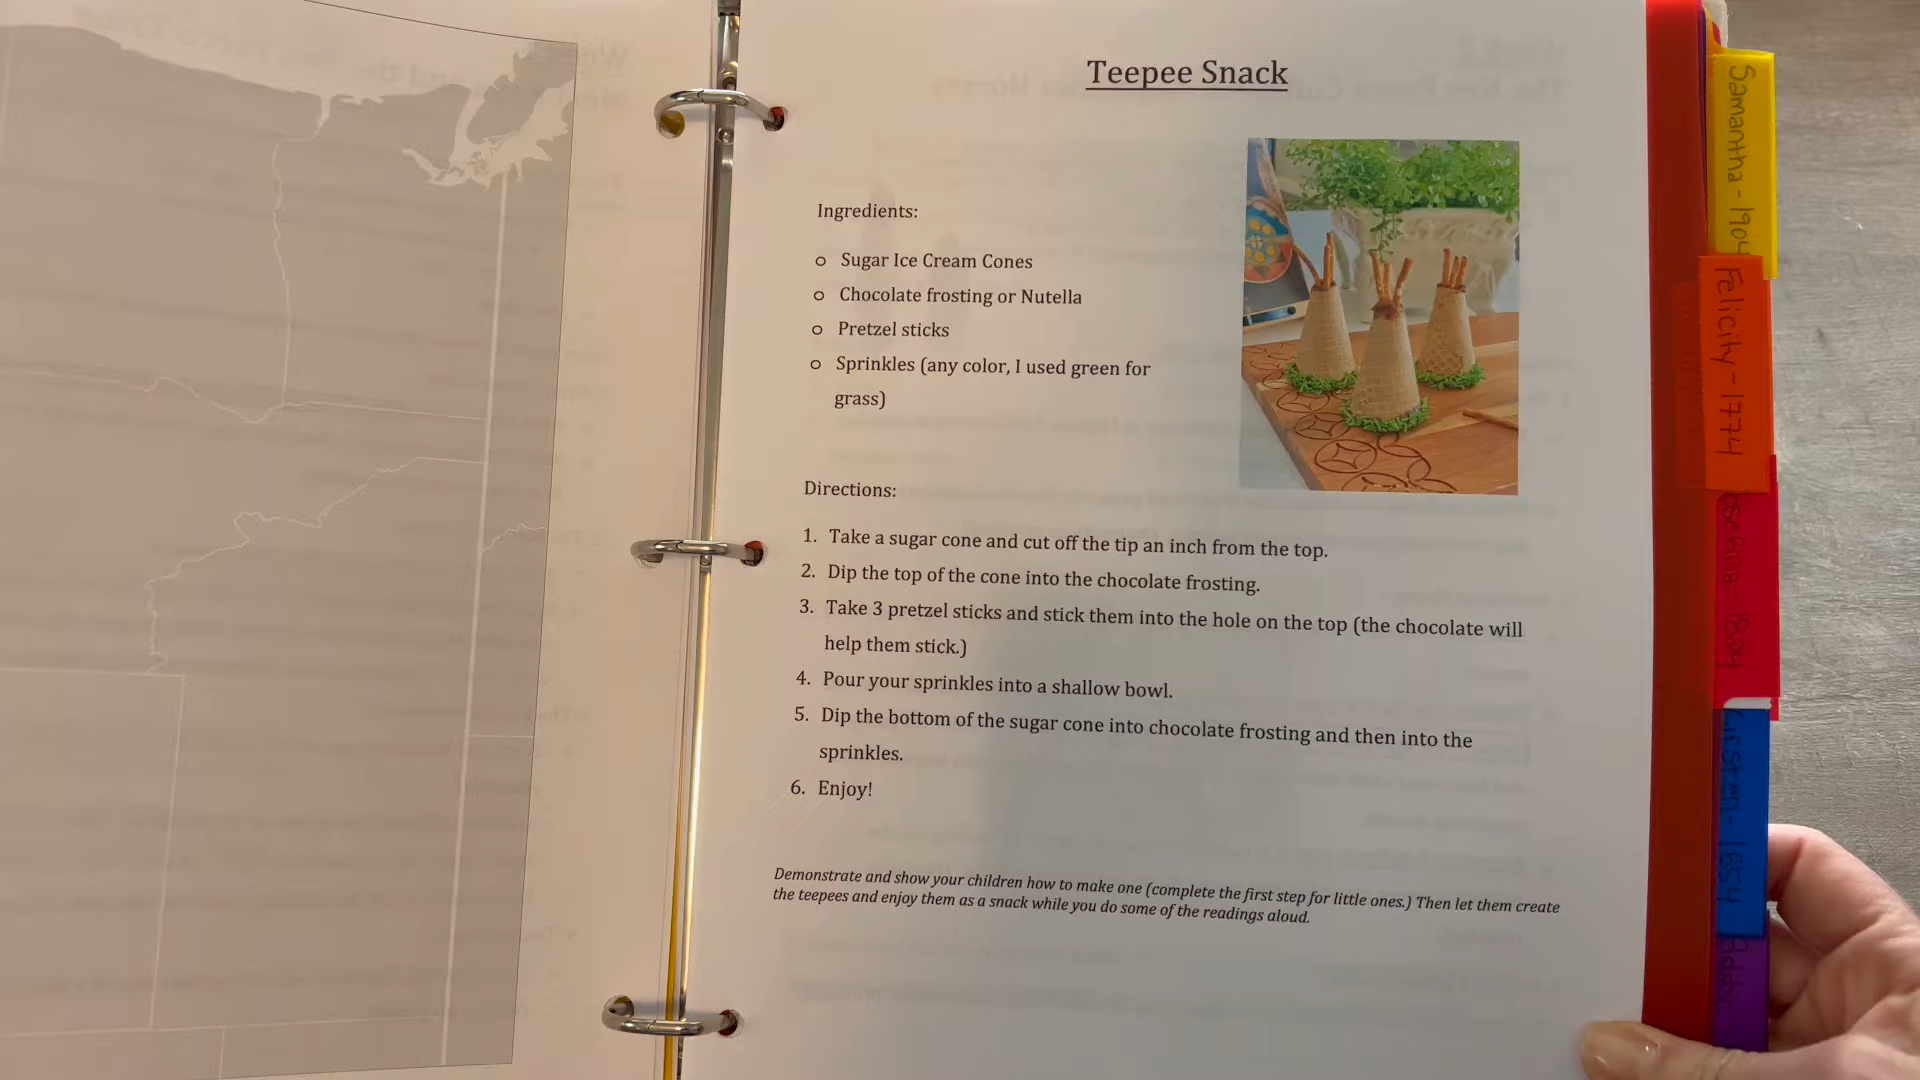 Teepee Snack
Ingredients:
o Sugar Ice Cream Cones
o Chocolate frosting or Nutella
o Pretzel sticks
o Sprinkles (any color, I used green for
grass)
Directions:
1. Take a sugar cone and cut off the tip an inch from the top.
2. Dip the top of the cone into the chocolate frosting.
3. Take 3 pretzel sticks and stick them into the hole on the top (the chocolate will
help them stick.)
4. Pour your sprinkles into a shallow bowl.
5. Dip the bottom of the sugar cone into chocolate frosting and then into the
sprinkles.
6. Enjoy!
Demonstrate and show your children how to make one (complete the first step for little ones.) Then let them create
the teepees and enjoy them as a snack while you do some of the readings aloud.
Samantha - 1904
Felicity - 1774
1824
Kirsten - 1854
Addy